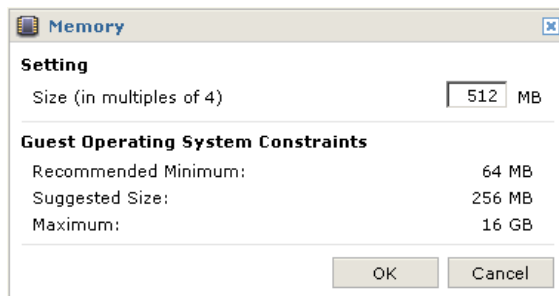 Memory
Setting
Size (in multiples of 4) 512 MB
Guest Operating System Constraints
Recommended Minimum: 64 MB
Suggested Size: 256 MB
Maximum: 16 GB
OK Cancel